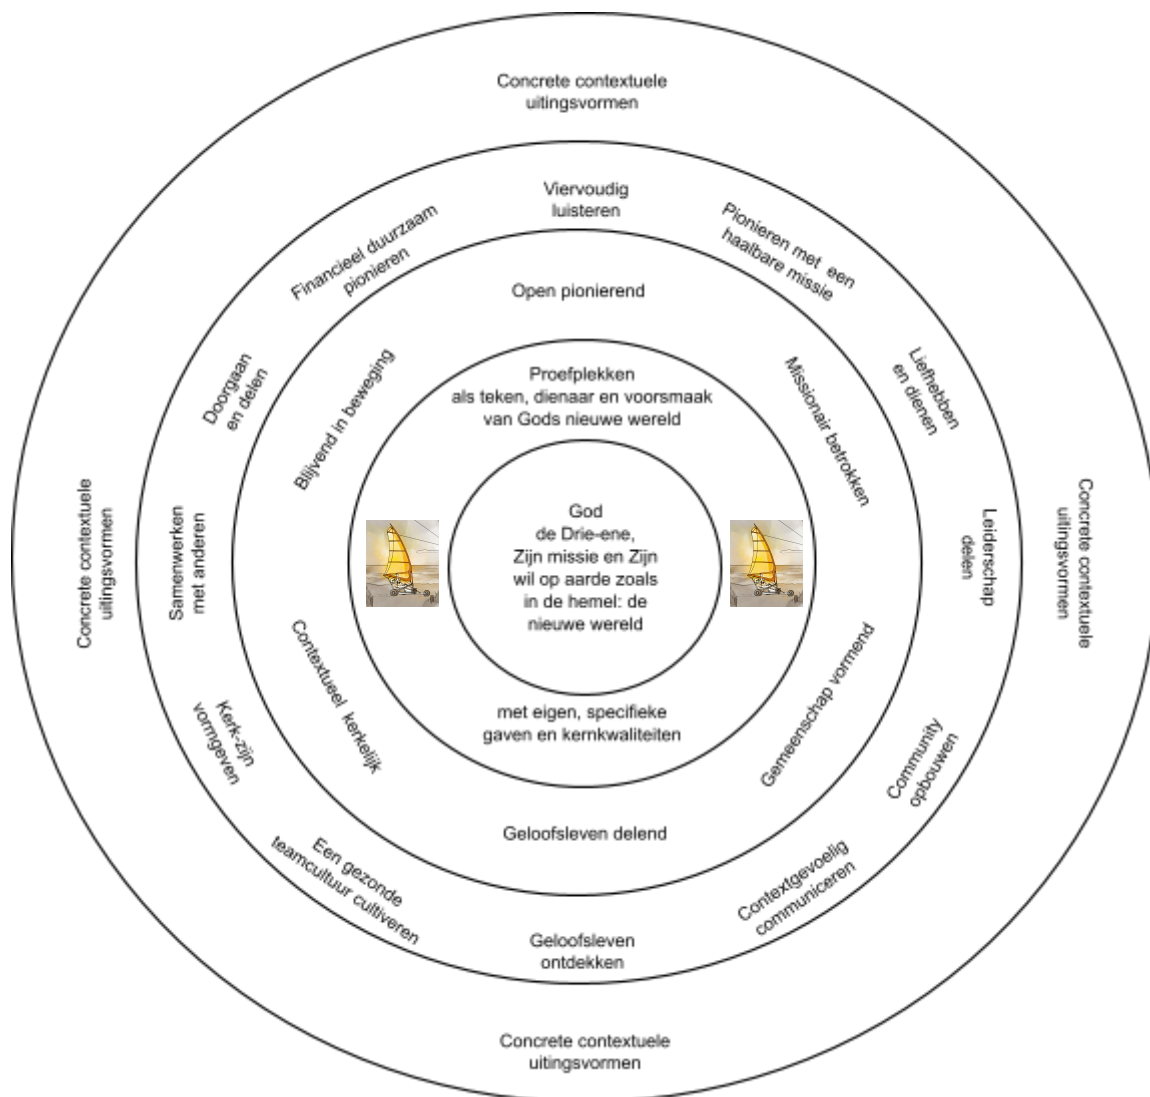 Concrete contextuele
uitingsvormen
Viervoudig
luisteren
Pionieren met een
haalbare missie
Liefhebben
en dienen
Leiderschap
delen
Community
opbouwen
Contextgevoelig
communiceren
Geloofsleven
ontdekken
Een gezonde
teamcultuur cultiveren
Kerk-zijn
vormgeven
Samenwerken
met anderen
Doorgaan
en delen
Financieel duurzaam
pionieren
Open pionierend
Missionair betrokken
Gemeenschap vormend
Geloofsleven delend
Contextueel kerkelijk
Blijvend in beweging
Proefplekken
als teken, dienaar en voorsmaak
van Gods nieuwe wereld
God
de Drie-ene,
Zijn missie en Zijn
wil op aarde zoals
in de hemel: de
nieuwe wereld
met eigen, specifieke
gaven en kernkwaliteiten
Concrete contextuele
uitingsvormen
Concrete contextuele
uitingsvormen
Concrete contextuele
uitingsvormen